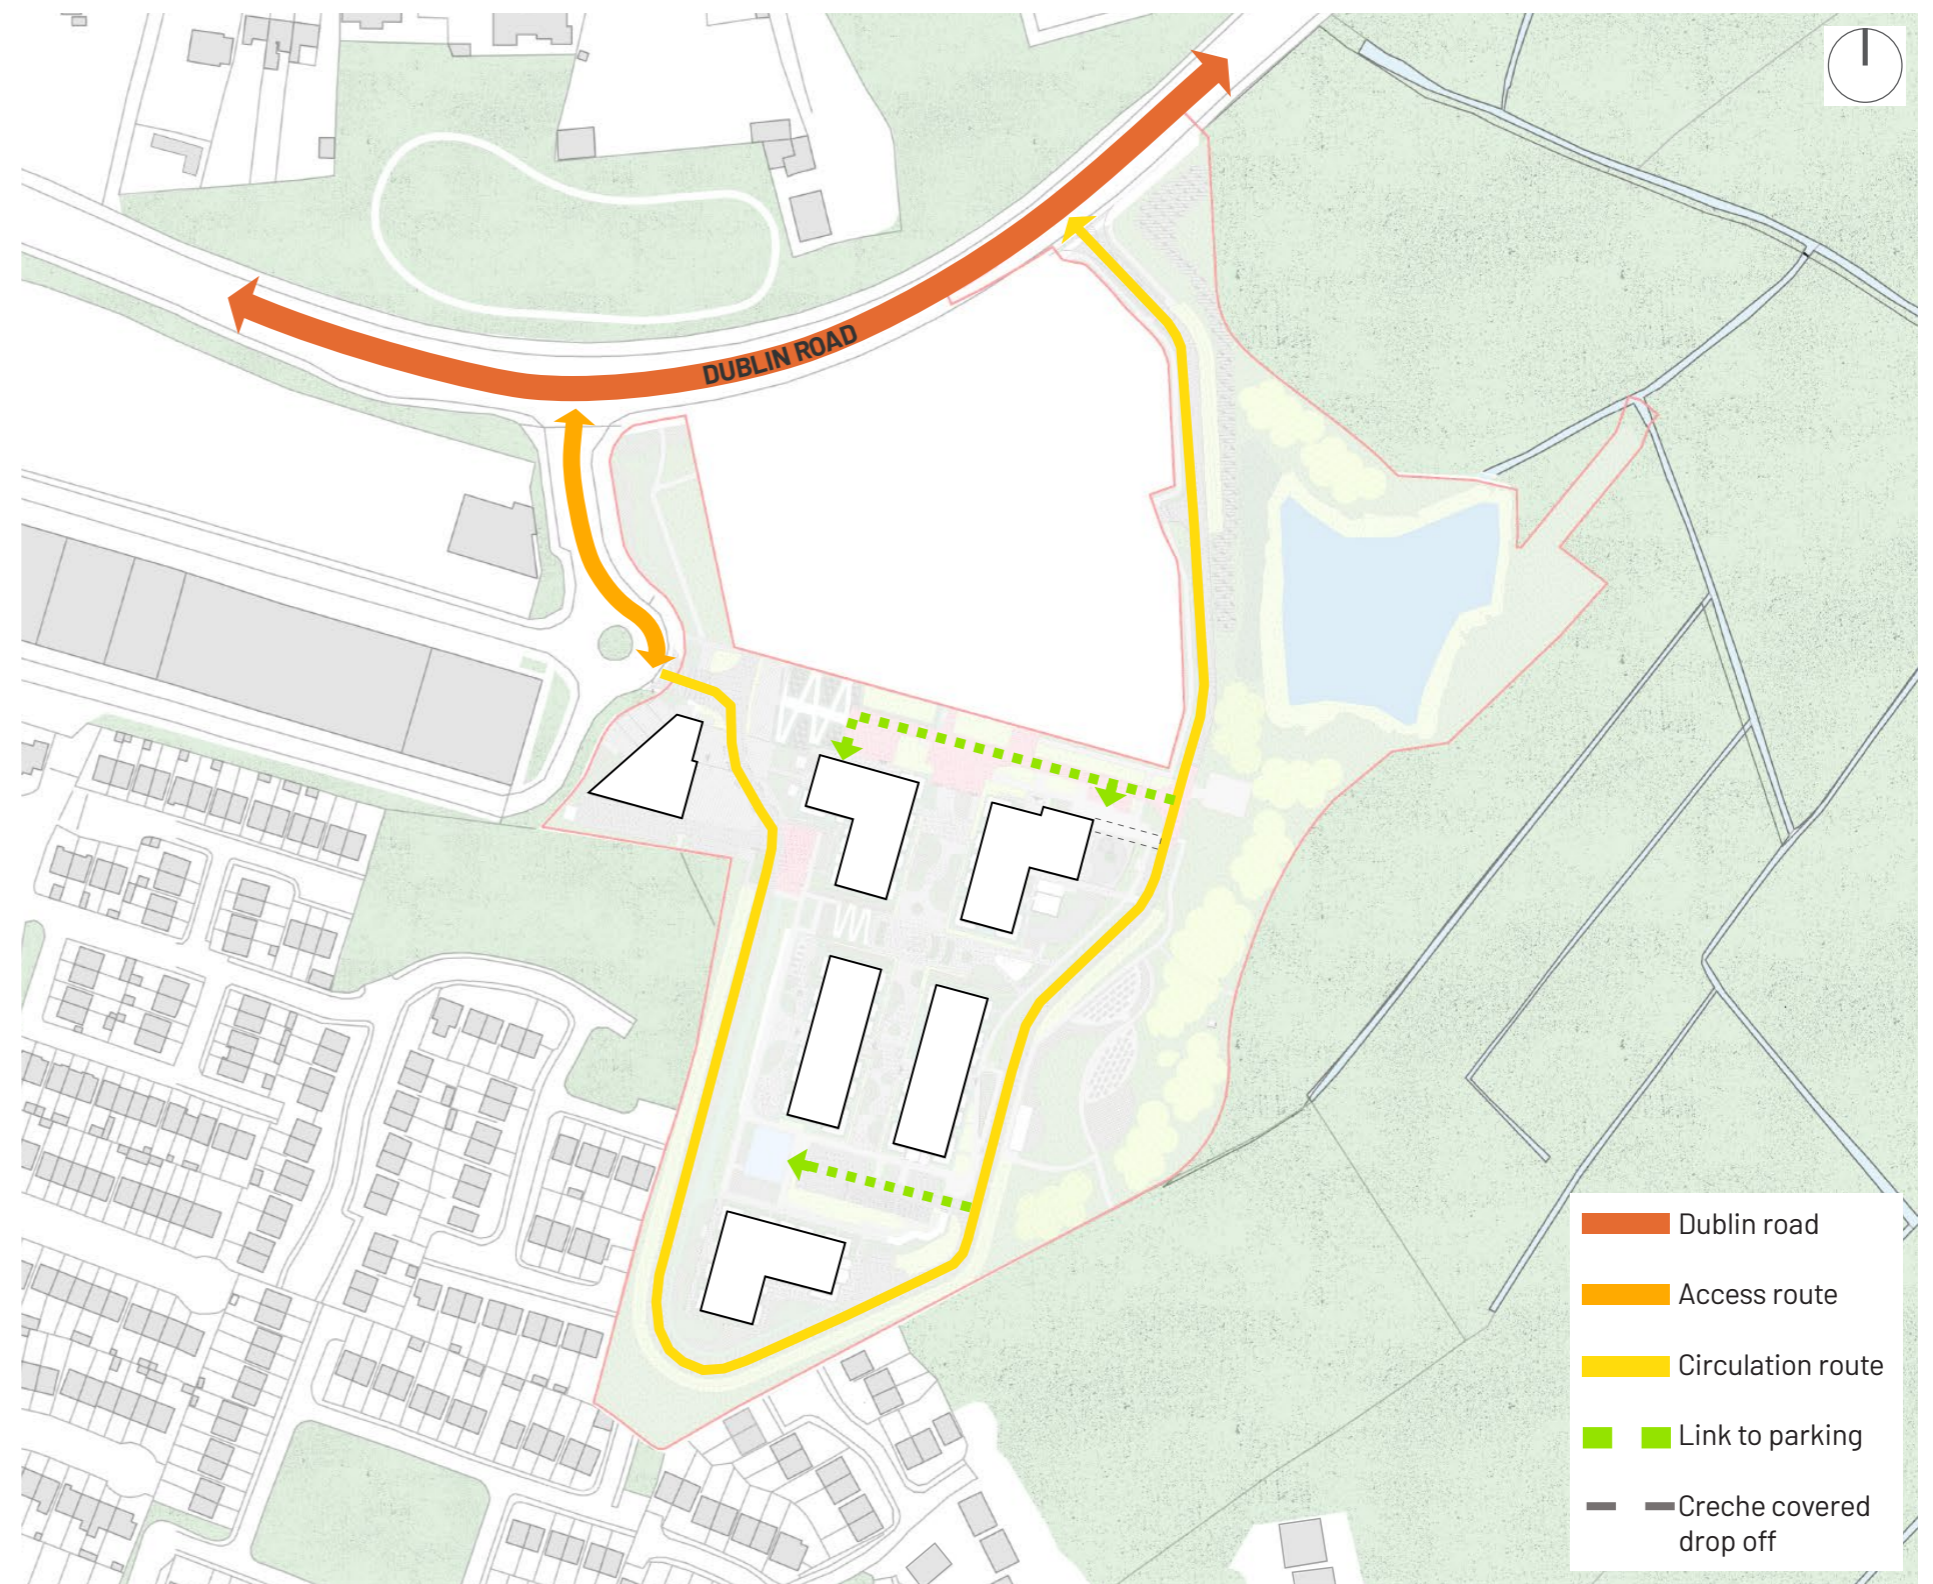 DUBLIN ROAD
Dublin road
Access route
Circulation route
Link to parking
Creche covered
drop off